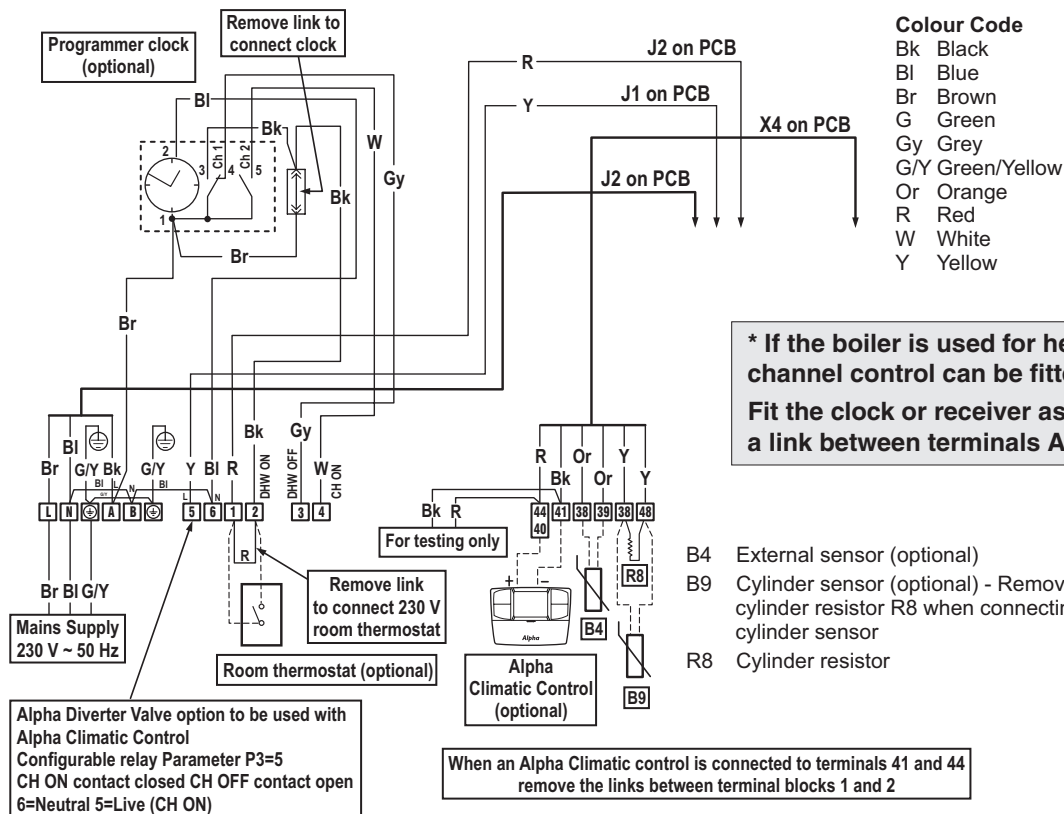 Programmer clock
(optional)
Remove link to
connect clock
R
J2 on PCB
Y
J1 on PCB
X4 on PCB
J2 on PCB
Colour Code
Bk Black
Bl Blue
Br Brown
G Green
Gy Grey
G/Y Green/Yellow
Or Orange
R Red
W White
Y Yellow
Bl
Bk
W
Gy
Bk
2
3
Ch 1
4
Ch 2
5
1
Br
Br
* If the boiler is used for he
channel control can be fitte
Fit the clock or receiver as
a link between terminals A
Bl
Br G/Y Bk G/Y Y Bl R
Bk
DHW ON
Gy
DHW OFF
W
CH ON
Bl L N Bl
G/Y
L N
L N A B 5 6 1 2 3 4
R
Br Bl G/Y
Mains Supply
230 V ~ 50 Hz
Remove link
to connect 230 V
room thermostat
Room thermostat (optional)
R Or Y
Bk Or Y
Bk R
For testing only
44
40
41 38 39 38 48
R8
+ −
Alpha
B4
B9
Alpha
Climatic Control
(optional)
B4 External sensor (optional)
B9 Cylinder sensor (optional) - Remov
cylinder resistor R8 when connectin
cylinder sensor
R8 Cylinder resistor
Alpha Diverter Valve option to be used with
Alpha Climatic Control
Configurable relay Parameter P3=5
CH ON contact closed CH OFF contact open
6=Neutral 5=Live (CH ON)
When an Alpha Climatic control is connected to terminals 41 and 44
remove the links between terminal blocks 1 and 2